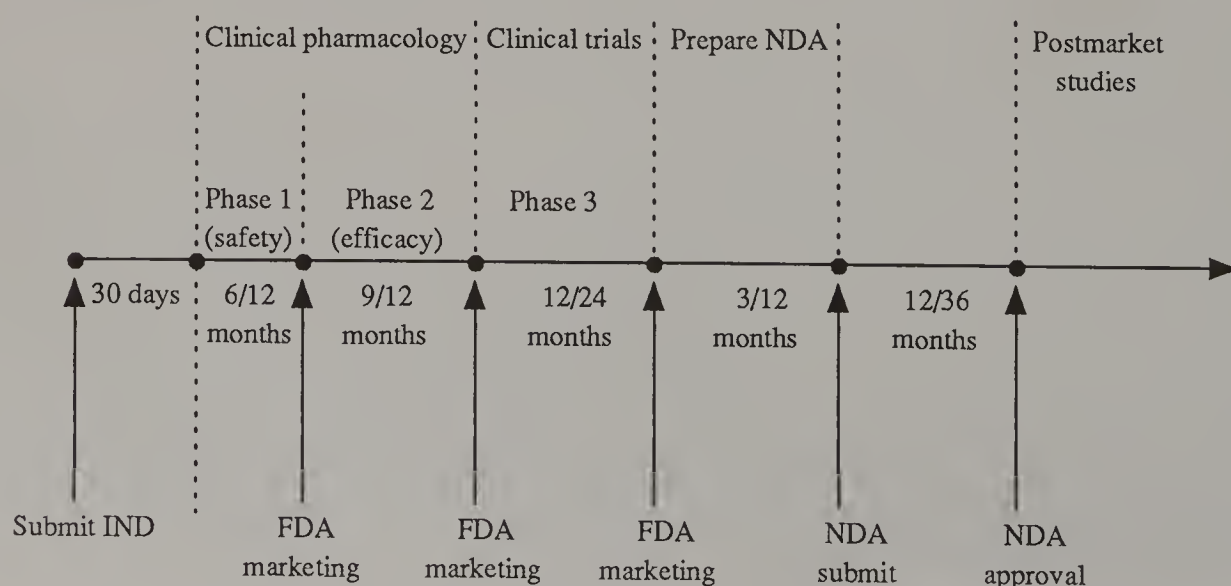 Clinical pharmacology
Clinical trials
Prepare NDA
Postmarket
studies
Phase 1
(safety)
Phase 2
(efficacy)
Phase 3
30 days
6/12
months
9/12
months
12/24
months
3/12
months
12/36
months
Submit IND
FDA
marketing
FDA
marketing
FDA
marketing
NDA
submit
NDA
approval